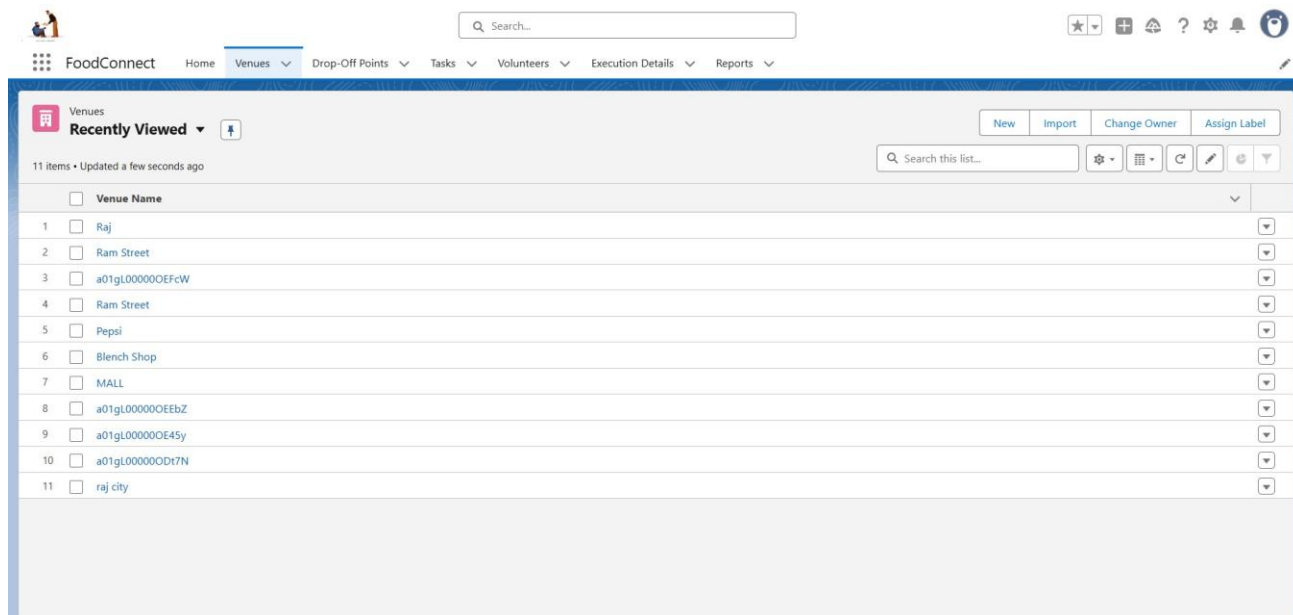 Search...
FoodConnect Home Venues Drop-Off Points Tasks Volunteers Execution Details Reports
Venues
Recently Viewed
New Import Change Owner Assign Label
11 items • Updated a few seconds ago
Search this list...
Venue Name
1 Raj
2 Ram Street
3 a01gL00000OEFcW
4 Ram Street
5 Pepsi
6 Blench Shop
7 MALL
8 a01gL00000OEEbZ
9 a01gL00000OE45y
10 a01gL00000ODt7N
11 raj city